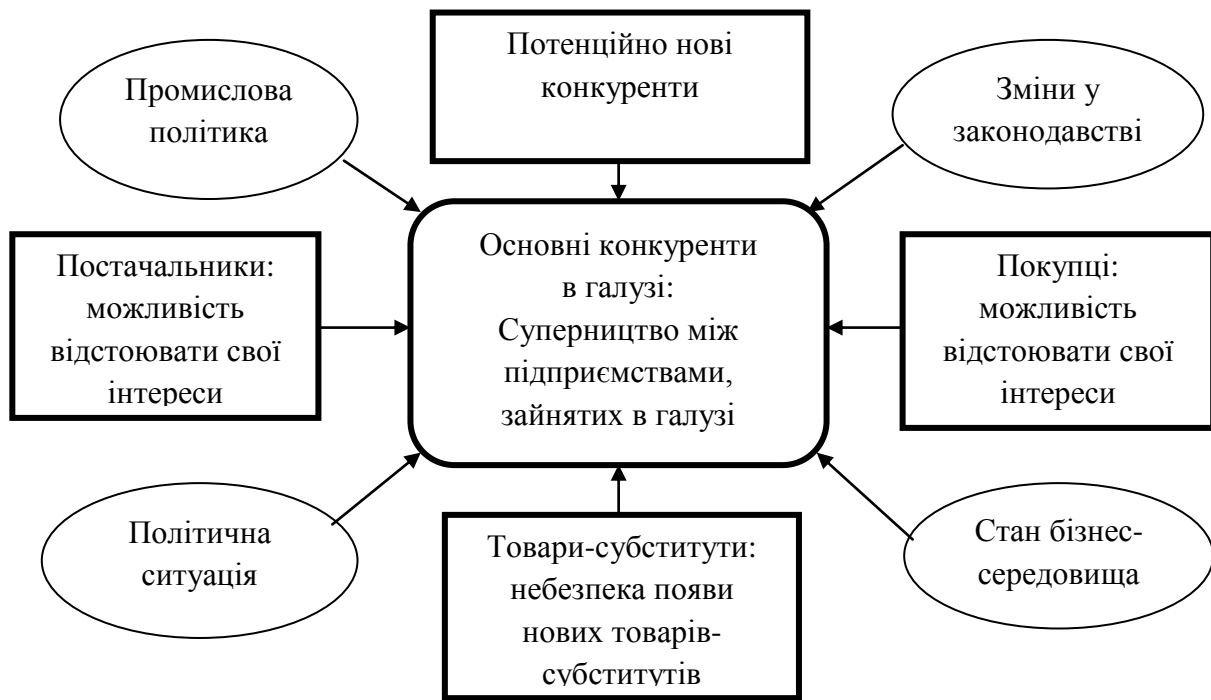 Потенційно нові
конкуренти
Промислова
політика
Зміни у
законодавстві
Постачальники:
можливість
відстоювати свої
інтереси
Основні конкуренти
в галузі:
Суперництво між
підприємствами,
зайнятих в галузі
Покупці:
можливість
відстоювати свої
інтереси
Політична
ситуація
Товари-субститути:
небезпека появи
нових товарів-
субститутів
Стан бізнес-
середовища